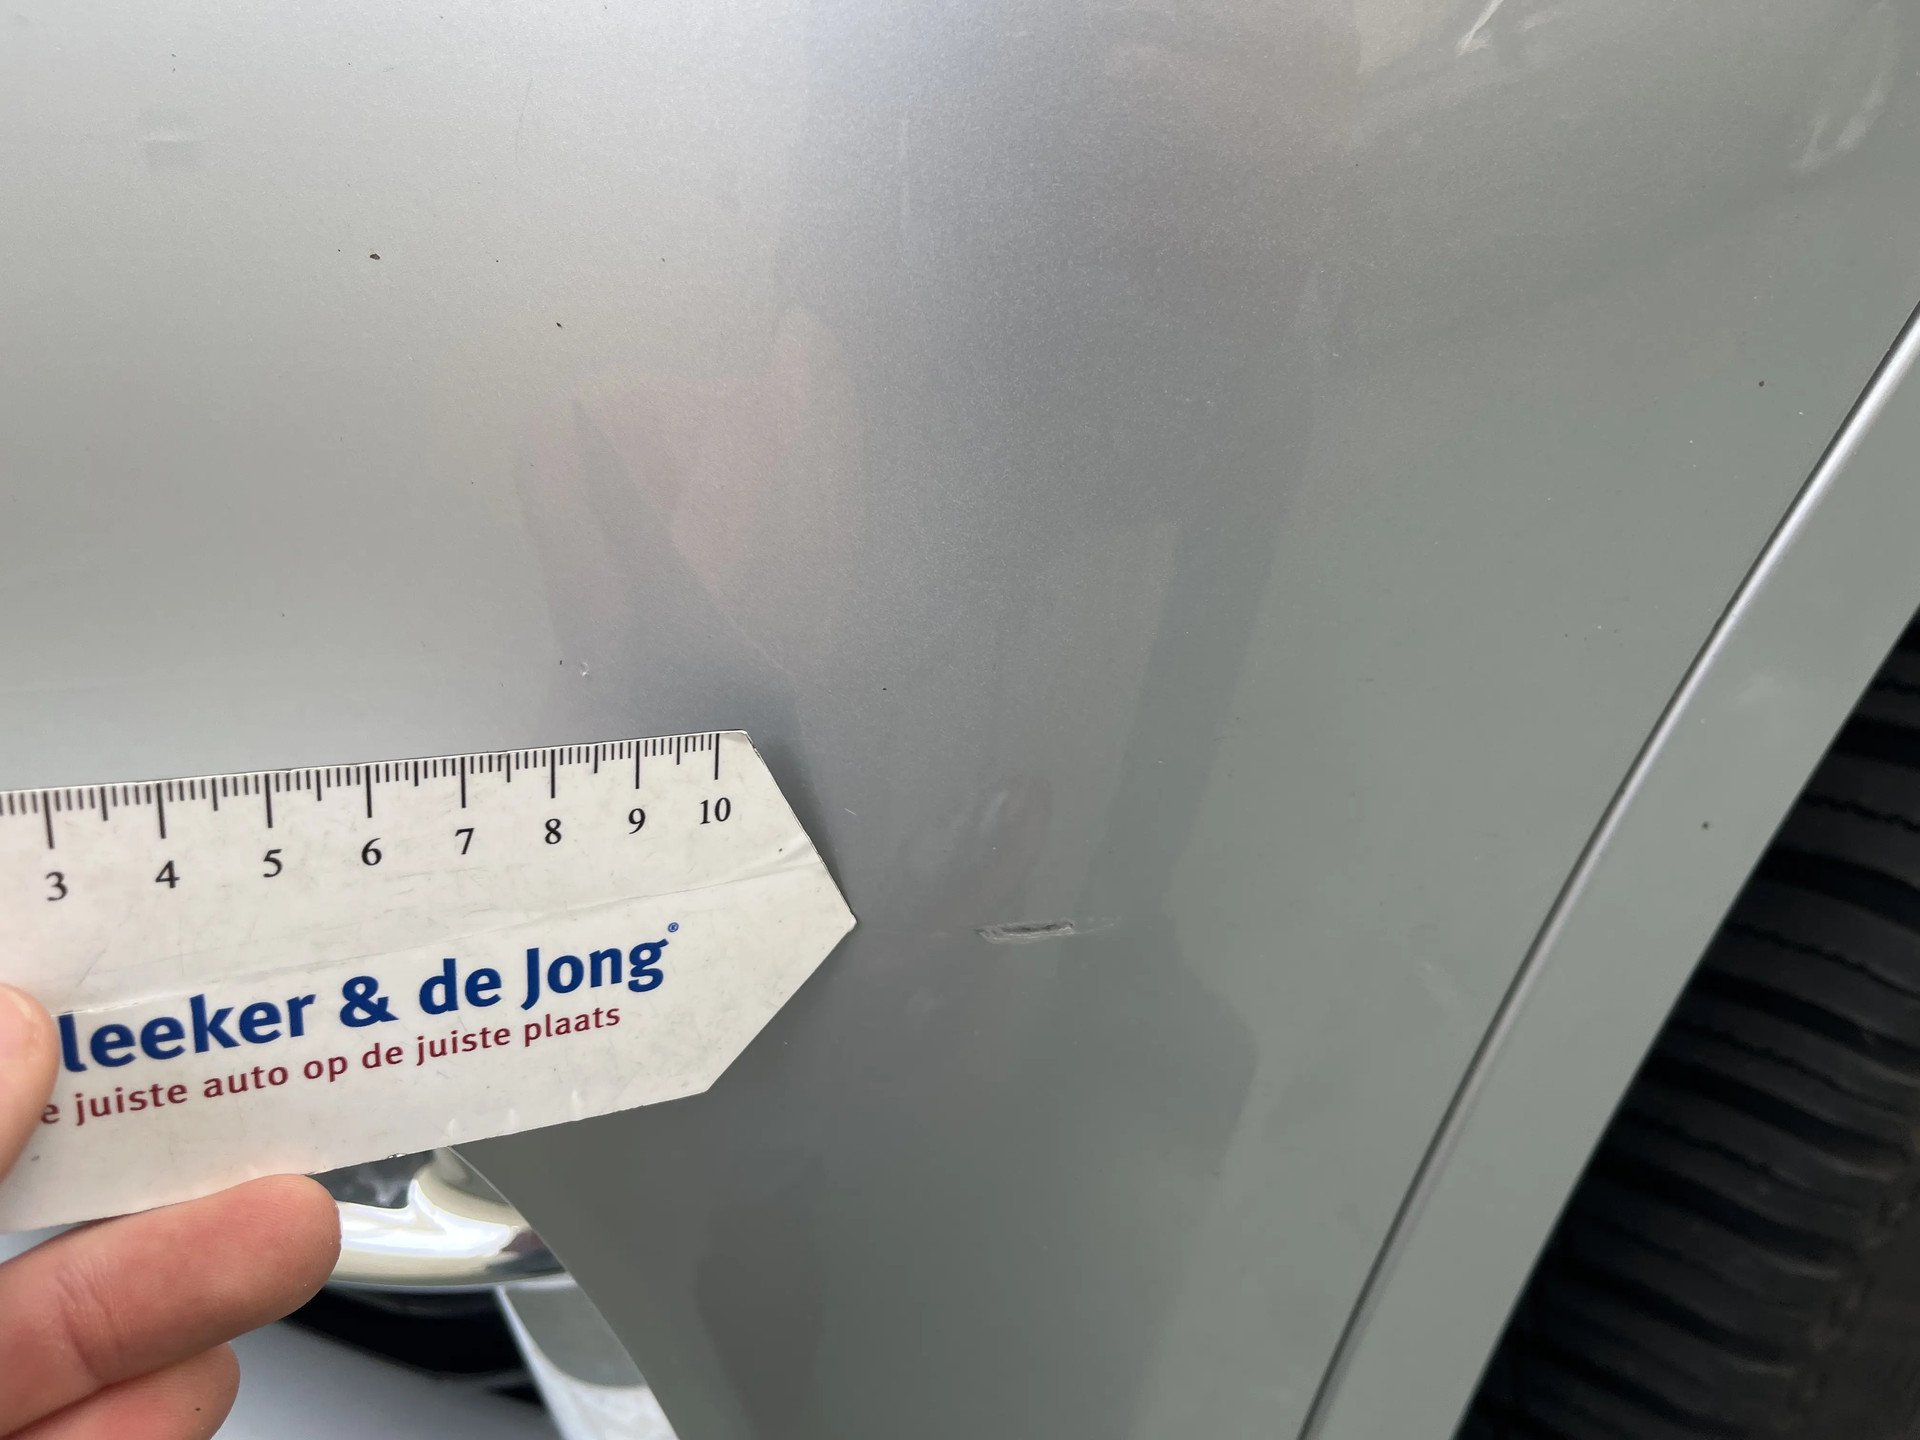 3 4 5 6 7 8 9 10
leeker & de Jong®
e juiste auto op de juiste plaats